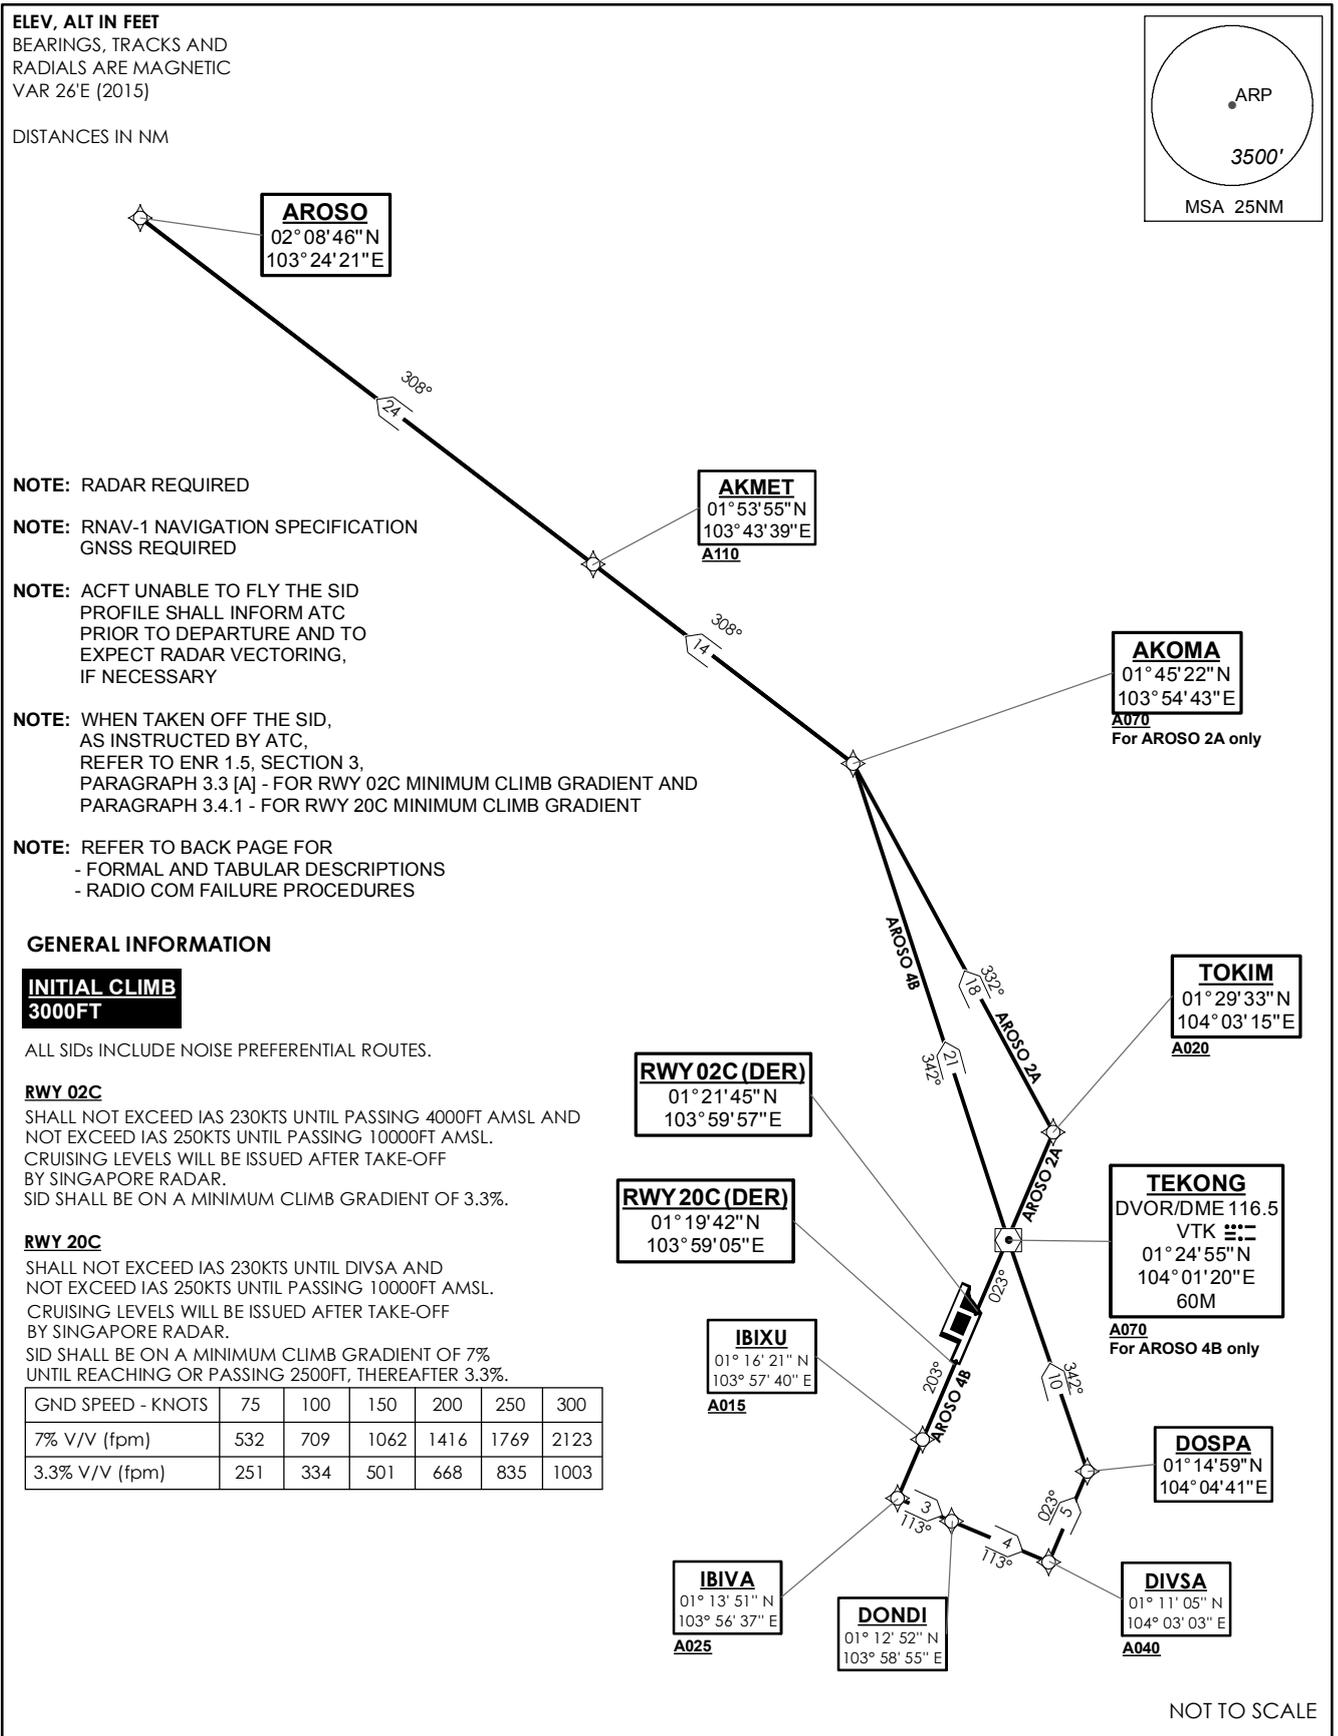 ELEV, ALT IN FEET
BEARINGS, TRACKS AND
RADIALS ARE MAGNETIC
VAR 26'E (2015)
DISTANCES IN NM
ARP
3500'
MSA 25NM
AROSO
02°08'46"N
103°24'21"E
308°
24
NOTE: RADAR REQUIRED
NOTE: RNAV-1 NAVIGATION SPECIFICATION
GNSS REQUIRED
NOTE: ACFT UNABLE TO FLY THE SID
PROFILE SHALL INFORM ATC
PRIOR TO DEPARTURE AND TO
EXPECT RADAR VECTORING,
IF NECESSARY
NOTE: WHEN TAKEN OFF THE SID,
AS INSTRUCTED BY ATC,
REFER TO ENR 1.5, SECTION 3,
PARAGRAPH 3.3 [A] - FOR RWY 02C MINIMUM CLIMB GRADIENT AND
PARAGRAPH 3.4.1 - FOR RWY 20C MINIMUM CLIMB GRADIENT
NOTE: REFER TO BACK PAGE FOR
- FORMAL AND TABULAR DESCRIPTIONS
- RADIO COM FAILURE PROCEDURES
AKMET
01°53'55"N
103°43'39"E
A110
308°
14
AKOMA
01°45'22"N
103°54'43"E
A070
For AROSO 2A only
AROSO 4B
332°
18
AROSO 2A
21
342°
TOKIM
01°29'33"N
104°03'15"E
A020
GENERAL INFORMATION
INITIAL CLIMB
3000FT
ALL SIDs INCLUDE NOISE PREFERENTIAL ROUTES.
RWY 02C
SHALL NOT EXCEED IAS 230KTS UNTIL PASSING 4000FT AMSL AND
NOT EXCEED IAS 250KTS UNTIL PASSING 10000FT AMSL.
CRUISING LEVELS WILL BE ISSUED AFTER TAKE-OFF
BY SINGAPORE RADAR.
SID SHALL BE ON A MINIMUM CLIMB GRADIENT OF 3.3%.
RWY 20C
SHALL NOT EXCEED IAS 230KTS UNTIL DIVSA AND
NOT EXCEED IAS 250KTS UNTIL PASSING 10000FT AMSL.
CRUISING LEVELS WILL BE ISSUED AFTER TAKE-OFF
BY SINGAPORE RADAR.
SID SHALL BE ON A MINIMUM CLIMB GRADIENT OF 7%
UNTIL REACHING OR PASSING 2500FT, THEREAFTER 3.3%.
GND SPEED - KNOTS 75 100 150 200 250 300
7% V/V (fpm) 532 709 1062 1416 1769 2123
3.3% V/V (fpm) 251 334 501 668 835 1003
RWY 02C (DER)
01°21'45"N
103°59'57"E
RWY 20C (DER)
01°19'42"N
103°59'05"E
AROSO 2A
TEKONG
DVOR/DME 116.5
VTK
01°24'55"N
104°01'20"E
60M
A070
For AROSO 4B only
023°
IBIXU
01° 16' 21" N
103° 57' 40" E
A015
203°
AROSO 4B
342°
10
DOSPA
01°14'59"N
104°04'41"E
023°
5
3
113°
4
113°
IBIVA
01° 13' 51" N
103° 56' 37" E
A025
DONDI
01° 12' 52" N
103° 58' 55" E
DIVSA
01° 11' 05" N
104° 03' 03" E
A040
NOT TO SCALE